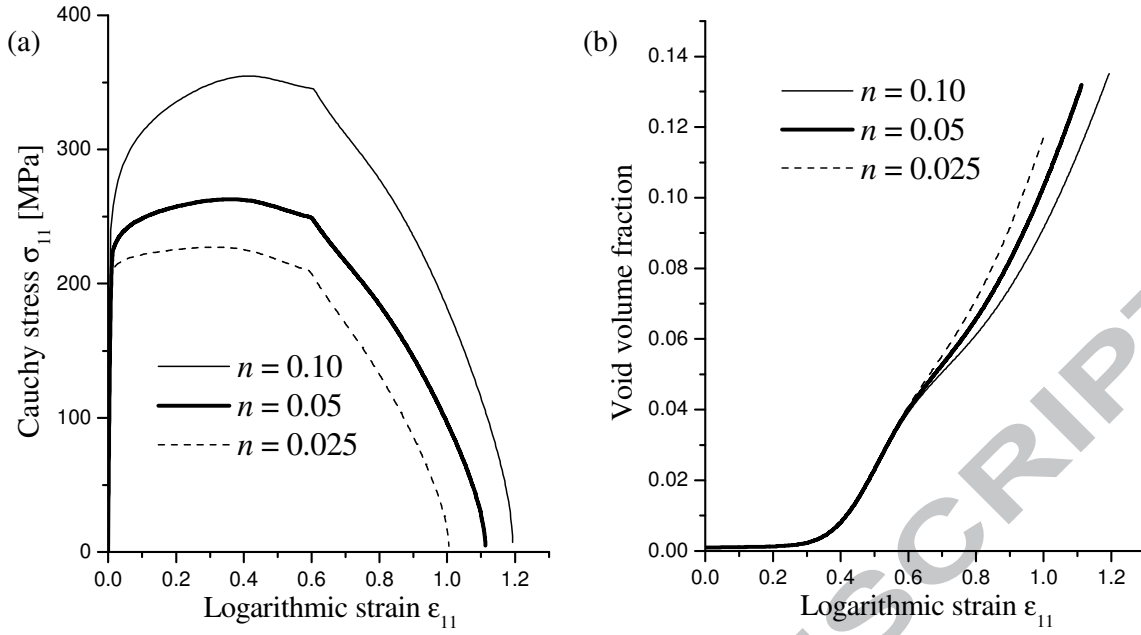 (a)
400
300
200
100
0
Cauchy stress σ₁₁ [MPa]
n = 0.10
n = 0.05
n = 0.025
0.0 0.2 0.4 0.6 0.8 1.0 1.2
Logarithmic strain ε₁₁
(b)
0.14
0.12
0.10
0.08
0.06
0.04
0.02
0.00
Void volume fraction
n = 0.10
n = 0.05
n = 0.025
0.0 0.2 0.4 0.6 0.8 1.0 1.2
Logarithmic strain ε₁₁
SCRIPT